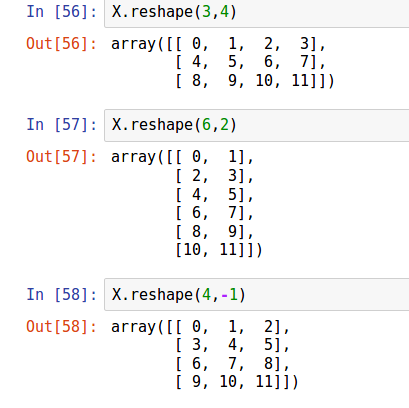 In [56]: X.reshape(3,4)
Out[56]: array([[ 0,  1,  2,  3],
       [ 4,  5,  6,  7],
       [ 8,  9, 10, 11]])
In [57]: X.reshape(6,2)
Out[57]: array([[ 0,  1],
       [ 2,  3],
       [ 4,  5],
       [ 6,  7],
       [ 8,  9],
       [10, 11]])
In [58]: X.reshape(4,-1)
Out[58]: array([[ 0,  1,  2],
       [ 3,  4,  5],
       [ 6,  7,  8],
       [ 9, 10, 11]])